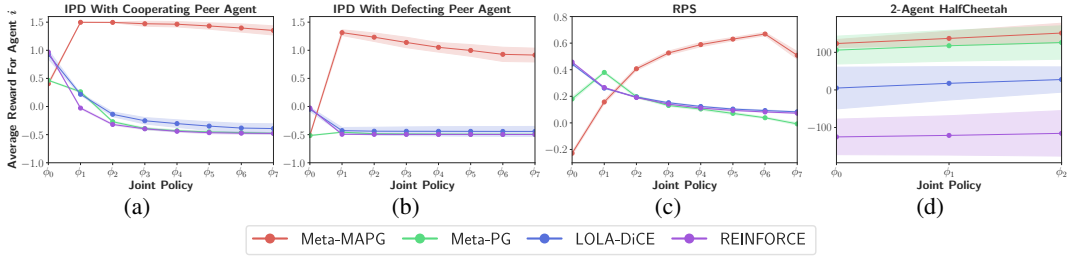 IPD With Cooperating Peer Agent
IPD With Defecting Peer Agent
RPS
2-Agent HalfCheetah
Average Reward For Agent i
1.5
1.0
0.5
0.0
−0.5
−1.0
ϕ0 ϕ1 ϕ2 ϕ3 ϕ4 ϕ5 ϕ6 ϕ7
Joint Policy
(a)
1.5
1.0
0.5
0.0
−0.5
−1.0
ϕ0 ϕ1 ϕ2 ϕ3 ϕ4 ϕ5 ϕ6 ϕ7
Joint Policy
(b)
0.8
0.6
0.4
0.2
0.0
−0.2
ϕ0 ϕ1 ϕ2 ϕ3 ϕ4 ϕ5 ϕ6 ϕ7
Joint Policy
(c)
100
0
−100
ϕ0 ϕ1 ϕ2
Joint Policy
(d)
Meta-MAPG Meta-PG LOLA-DiCE REINFORCE